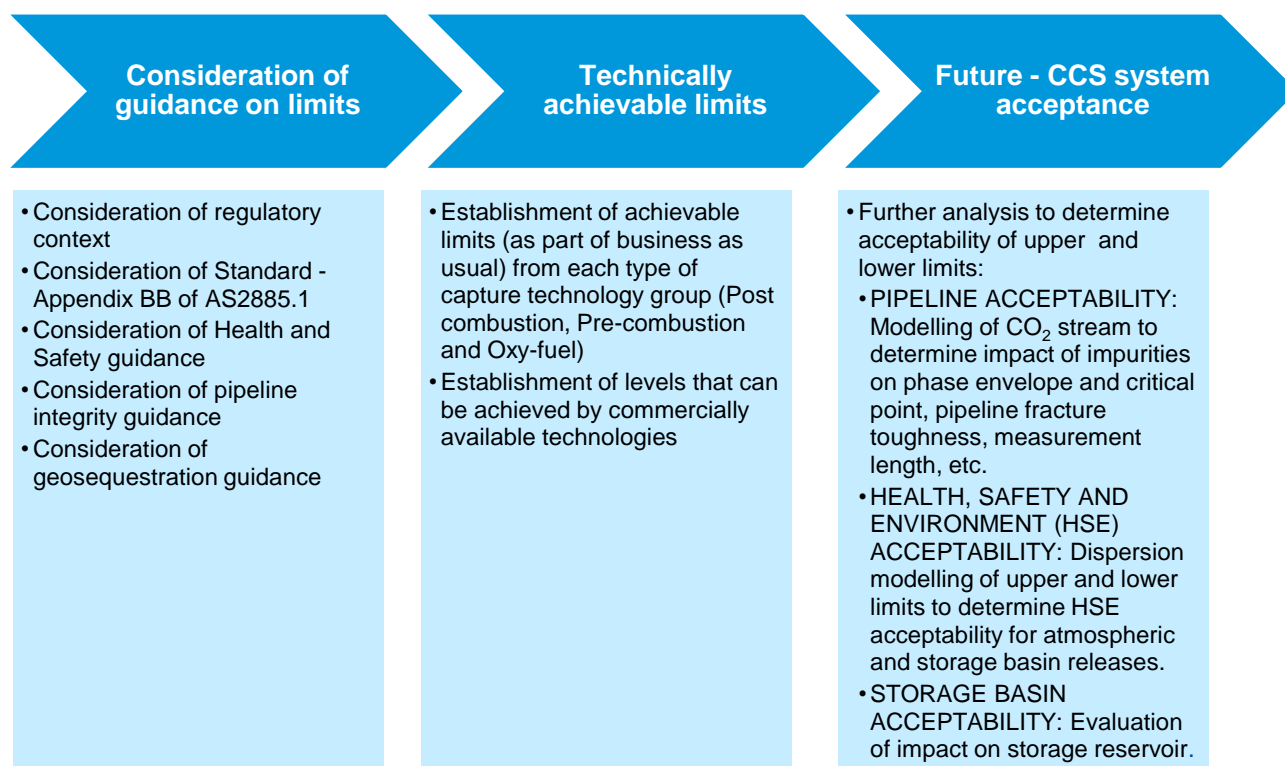 Consideration of
guidance on limits
Technically
achievable limits
Future - CCS system
acceptance
• Consideration of regulatory
context
• Consideration of Standard -
Appendix BB of AS2885.1
• Consideration of Health and
Safety guidance
• Consideration of pipeline
integrity guidance
• Consideration of
geosequestration guidance
• Establishment of achievable
limits (as part of business as
usual) from each type of
capture technology group (Post
combustion, Pre-combustion
and Oxy-fuel)
• Establishment of levels that can
be achieved by commercially
available technologies
• Further analysis to determine
acceptability of upper and
lower limits:
• PIPELINE ACCEPTABILITY:
Modelling of CO₂ stream to
determine impact of impurities
on phase envelope and critical
point, pipeline fracture
toughness, measurement
length, etc.
• HEALTH, SAFETY AND
ENVIRONMENT (HSE)
ACCEPTABILITY: Dispersion
modelling of upper and lower
limits to determine HSE
acceptability for atmospheric
and storage basin releases.
• STORAGE BASIN
ACCEPTABILITY: Evaluation
of impact on storage reservoir.